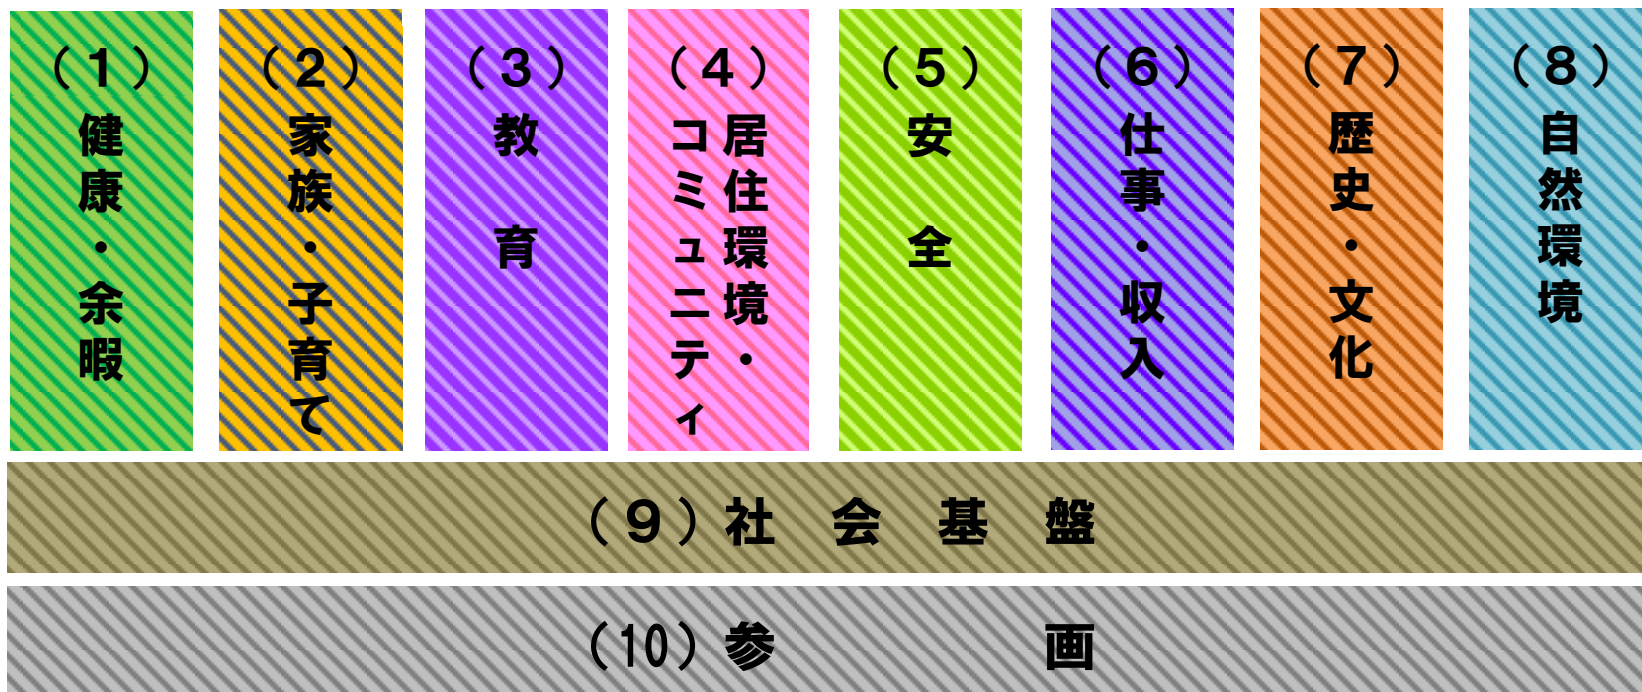 （１）
健康・余暇
（２）
家族・子育て
（３）
教　育
（４）
居住環境・
コミュニティ
（５）
安　全
（６）
仕事・収入
（７）
歴史・文化
（８）
自然環境
（９）社　会　基　盤
（10）参　　　　　画